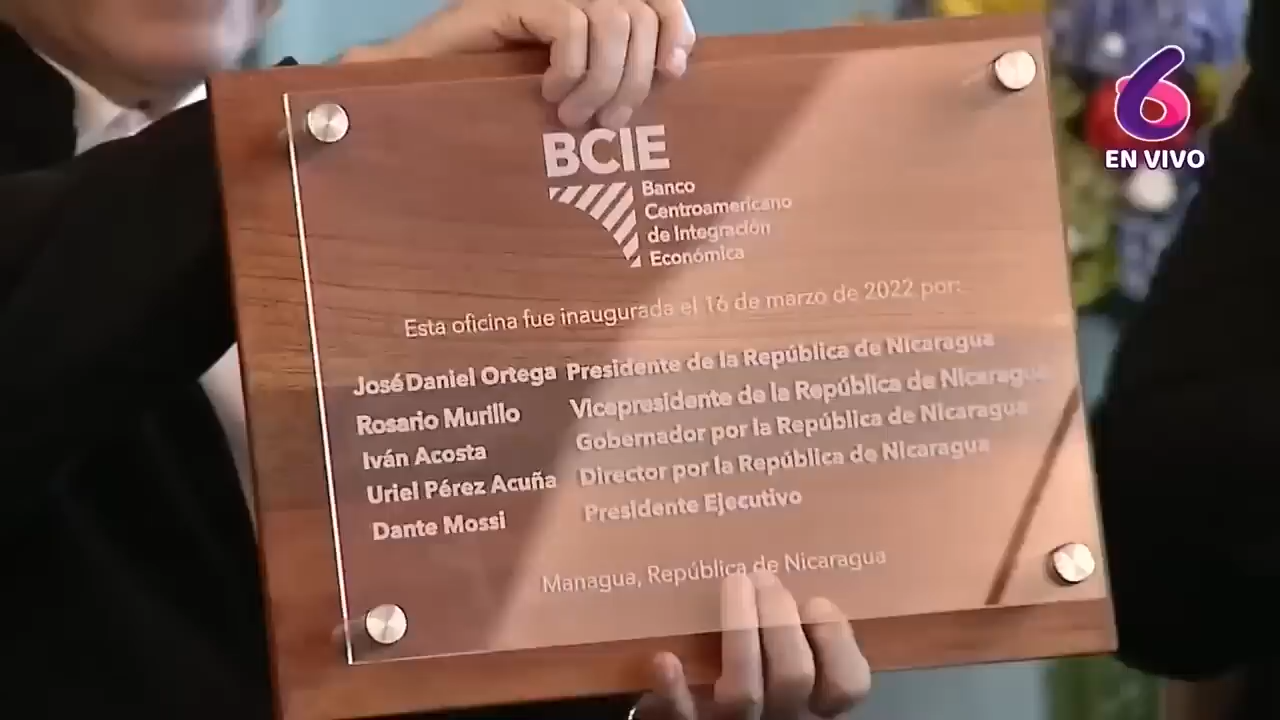 6
EN VIVO
BCIE
Banco
Centroamericano
de Integración
Económica
Esta oficina fue inaugurada el 16 de marzo de 2022 por:
José Daniel Ortega Presidente de la República de Nicaragua
Rosario Murillo Vicepresidente de la República de Nicaragua
Iván Acosta Gobernador por la República de Nicaragua
Uriel Pérez Acuña Director por la República de Nicaragua
Dante Mossi Presidente Ejecutivo
Managua, República de Nicaragua